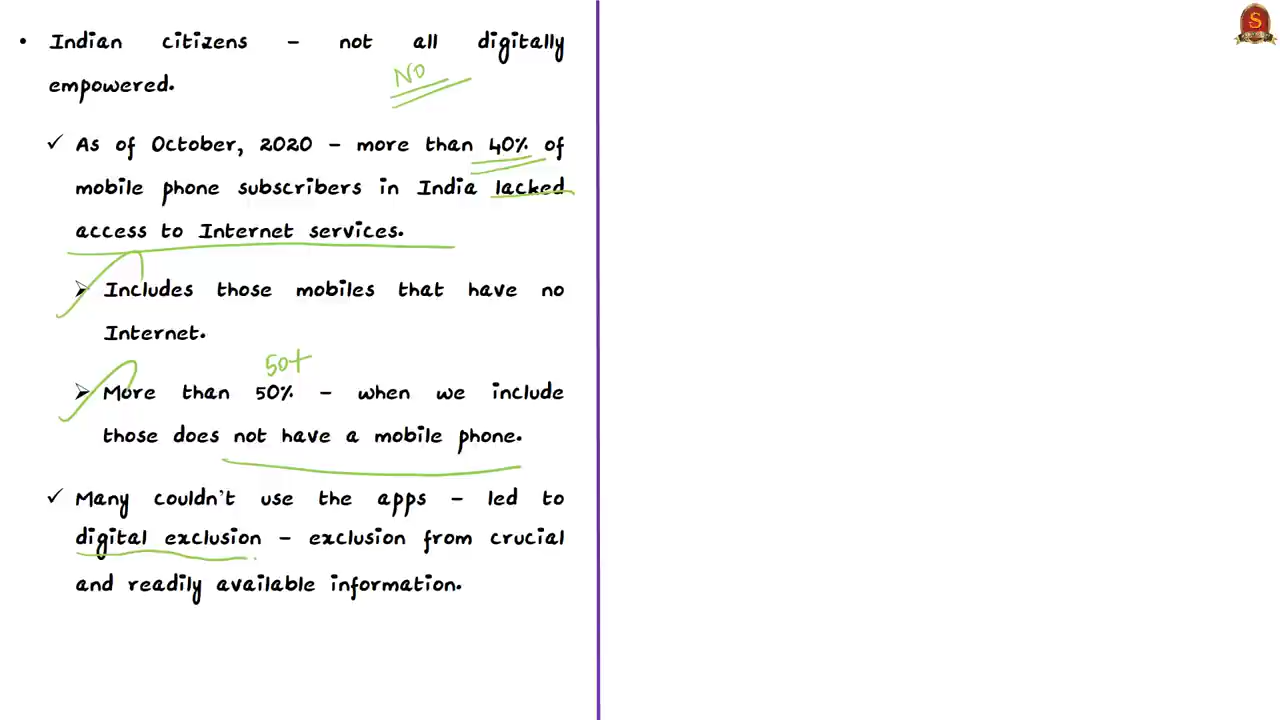 • Indian citizens – not all digitally
empowered.
No
✓ As of October, 2020 – more than 40% of
mobile phone subscribers in India lacked
access to Internet services.
➢ Includes those mobiles that have no
Internet.
50+
➢ More than 50% – when we include
those does not have a mobile phone.
✓ Many couldn't use the apps – led to
digital exclusion – exclusion from crucial
and readily available information.
S